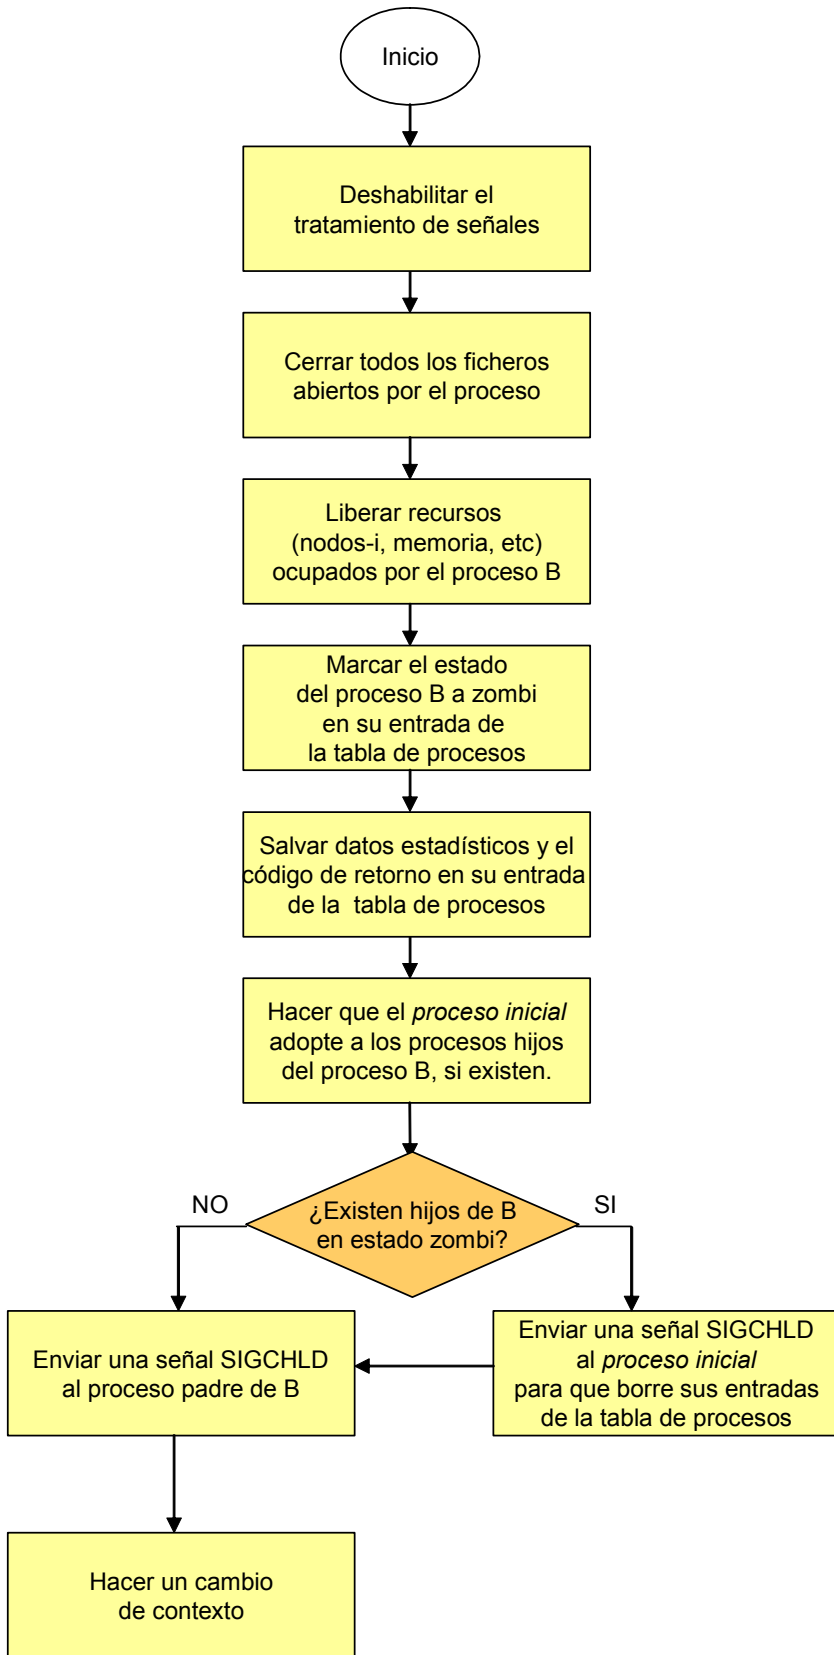 Inicio
Deshabilitar el
tratamiento de señales
Cerrar todos los ficheros
abiertos por el proceso
Liberar recursos
(nodos-i, memoria, etc)
ocupados por el proceso B
Marcar el estado
del proceso B a zombi
en su entrada de
la tabla de procesos
Salvar datos estadísticos y el
código de retorno en su entrada
de la tabla de procesos
Hacer que el proceso inicial
adopte a los procesos hijos
del proceso B, si existen.
¿Existen hijos de B
en estado zombi?
NO
SI
Enviar una señal SIGCHLD
al proceso padre de B
Enviar una señal SIGCHLD
al proceso inicial
para que borre sus entradas
de la tabla de procesos
Hacer un cambio
de contexto